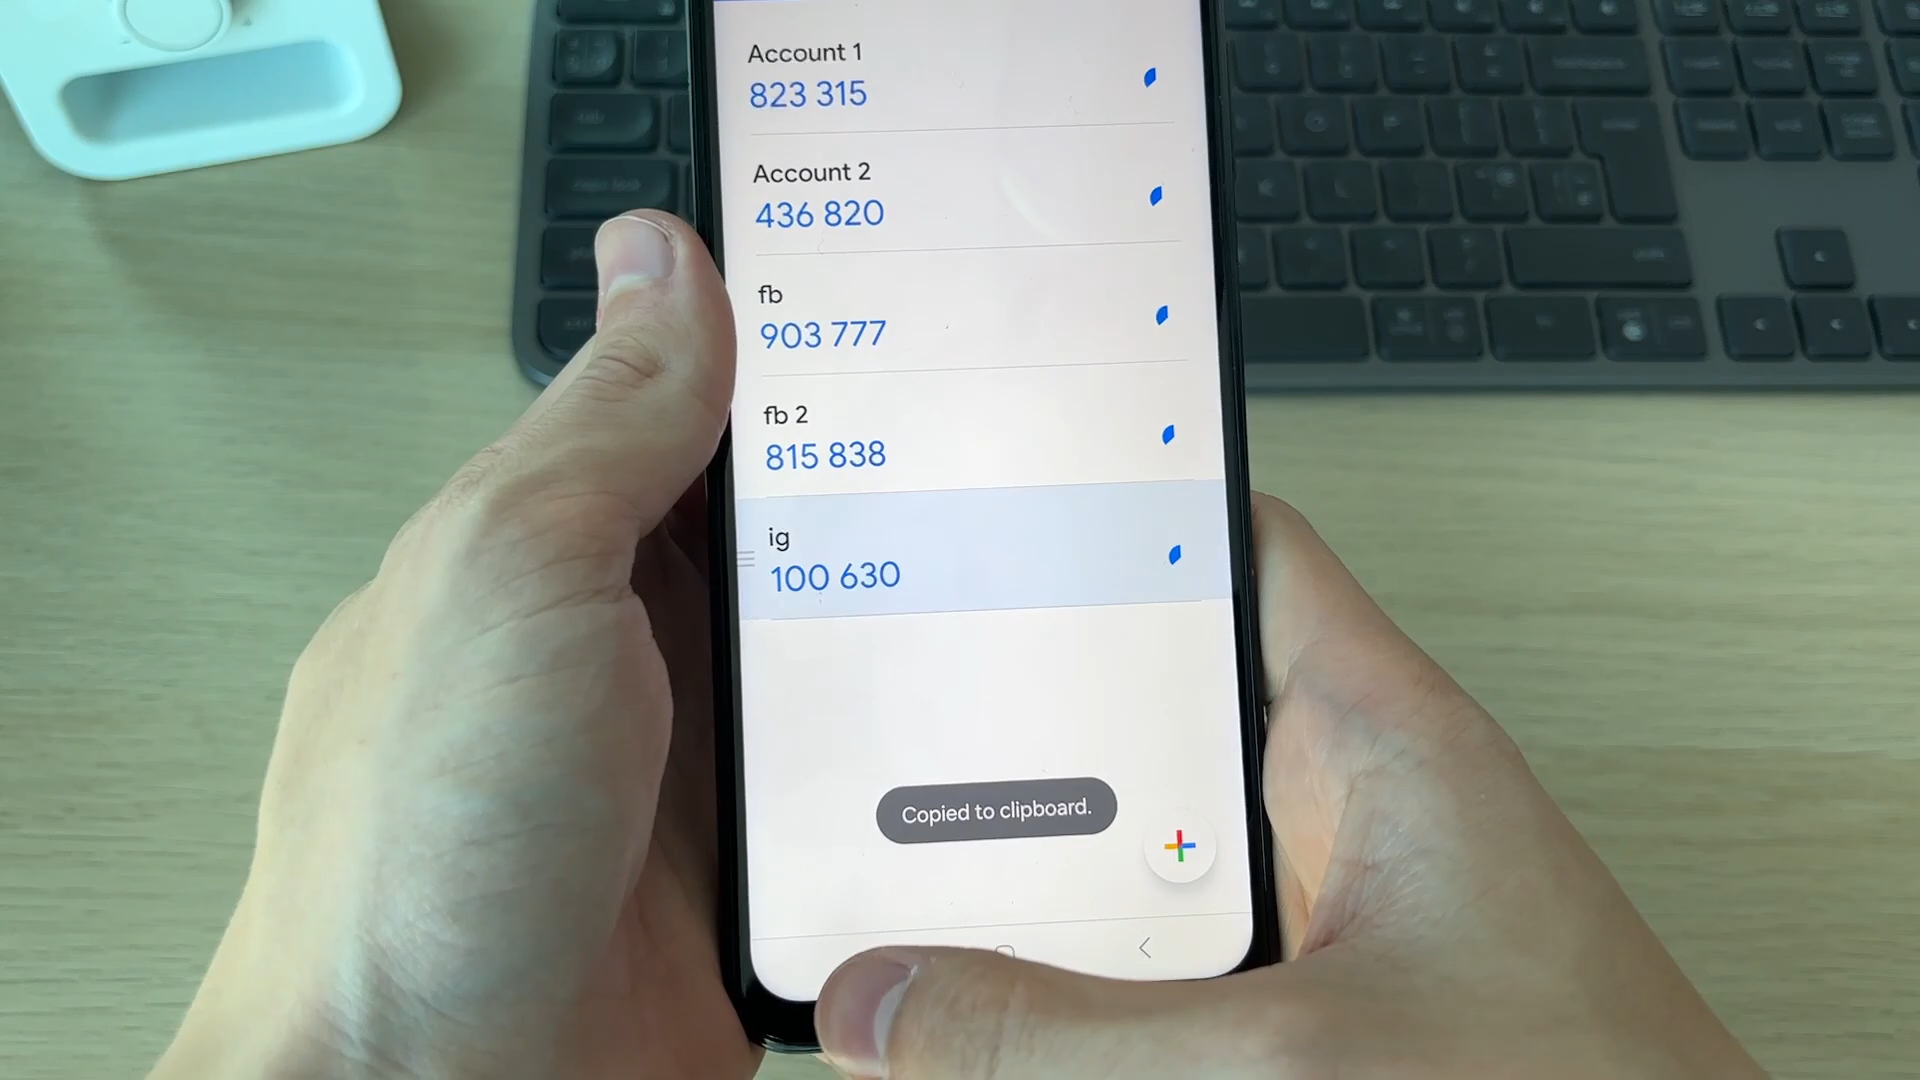 Account 1
823 315
Account 2
436 820
fb
903 777
fb 2
815 838
ig
100 630
Copied to clipboard.